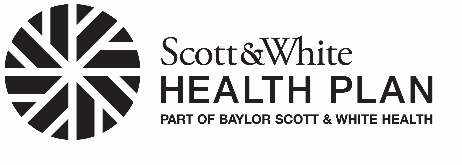 Scott&White
HEALTH PLAN
PART OF BAYLOR SCOTT & WHITE HEALTH